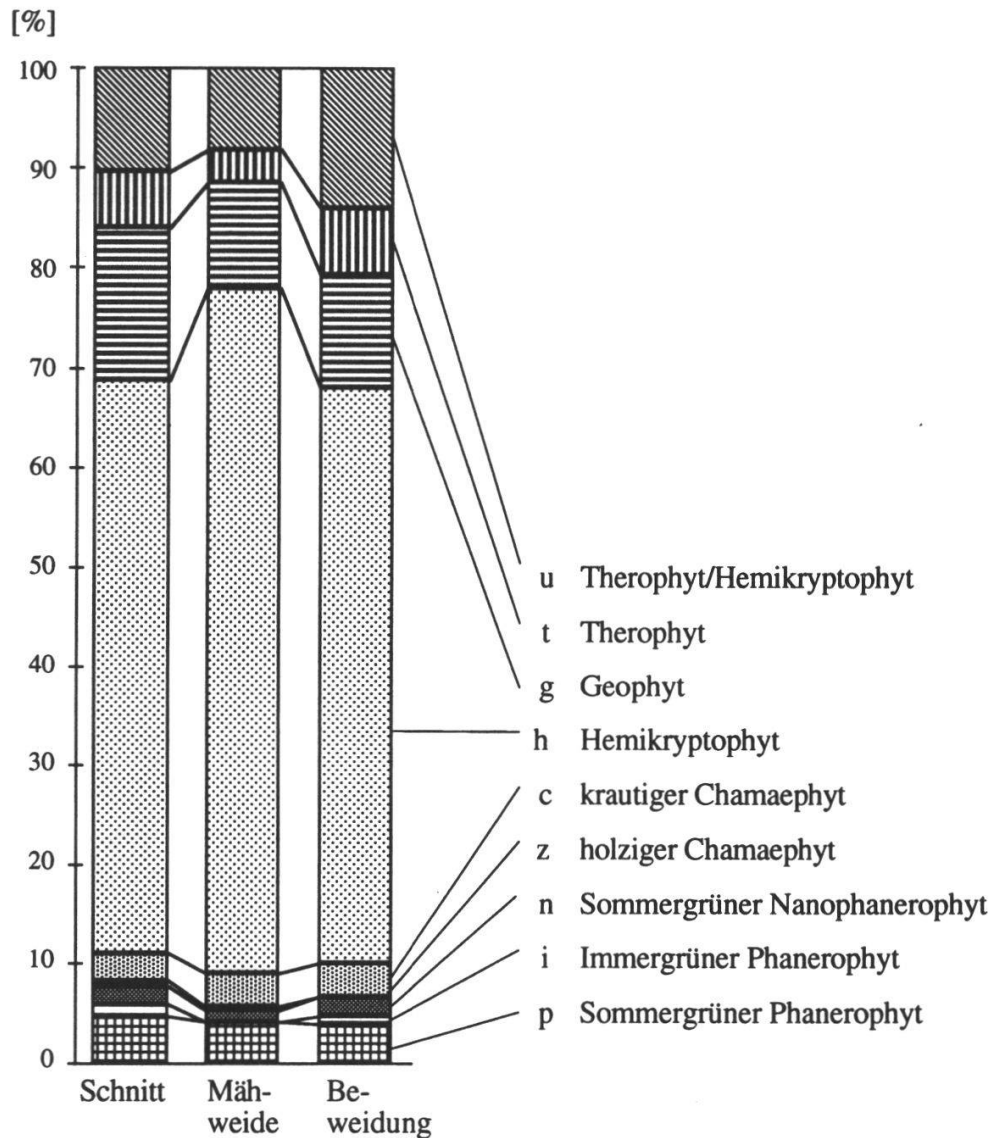 [%]
100
90
80
70
60
50
40
30
20
10
0
u Therophyt/Hemikryptophyt
t Therophyt
g Geophyt
h Hemikryptophyt
c krautiger Chamaephyt
z holziger Chamaephyt
n Sommergrüner Nanophanerophyt
i Immergrüner Phanerophyt
p Sommergrüner Phanerophyt
Schnitt Mäh- Be-
weide weidung